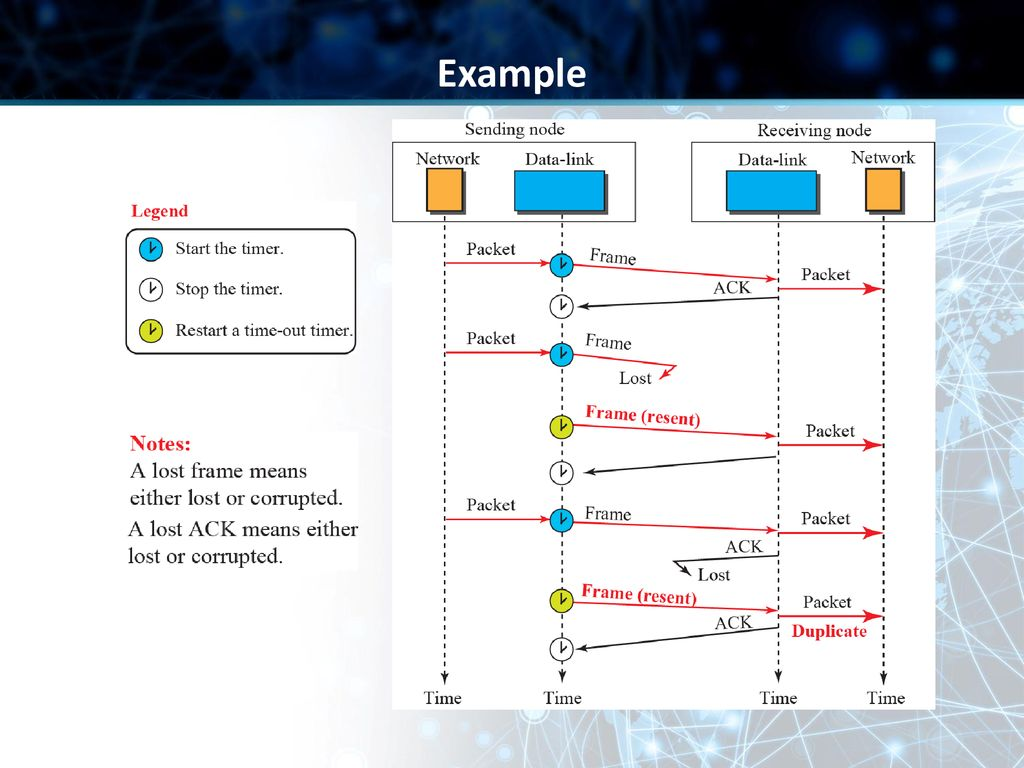 Example
Sending node
Receiving node
Network
Data-link
Data-link
Network
Legend
Start the timer.
Stop the timer.
Restart a time-out timer.
Packet
Frame
Packet
ACK
Packet
Frame
Lost
Frame (resent)
Packet
Notes:
A lost frame means
either lost or corrupted.
A lost ACK means either
lost or corrupted.
Packet
Frame
Packet
ACK
Lost
Frame (resent)
Packet
ACK
Duplicate
Time
Time
Time
Time